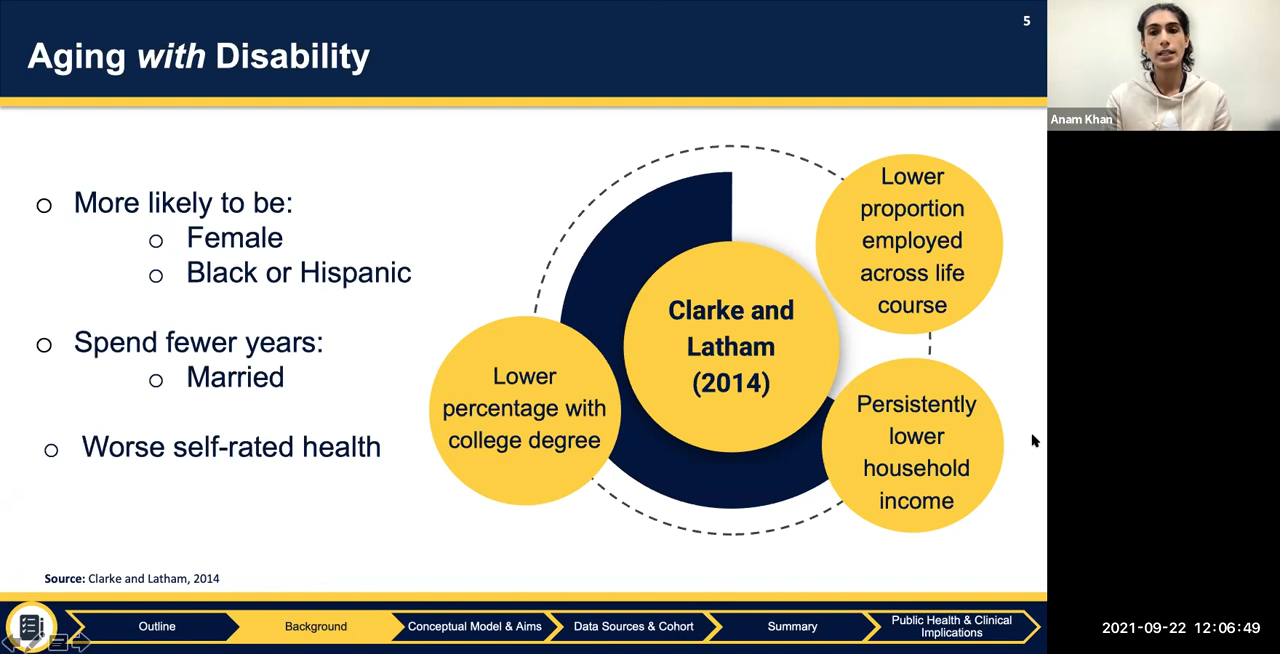 5
Aging with Disability
Anam Khan
o More likely to be:
o Female
o Black or Hispanic
o Spend fewer years:
o Married
o Worse self-rated health
Lower
proportion
employed
across life
course
Clarke and
Latham
(2014)
Lower
percentage with
college degree
Persistently
lower
household
income
Source: Clarke and Latham, 2014
Outline
Background
Conceptual Model & Aims
Data Sources & Cohort
Summary
Public Health & Clinical
Implications
2021-09-22 12:06:49